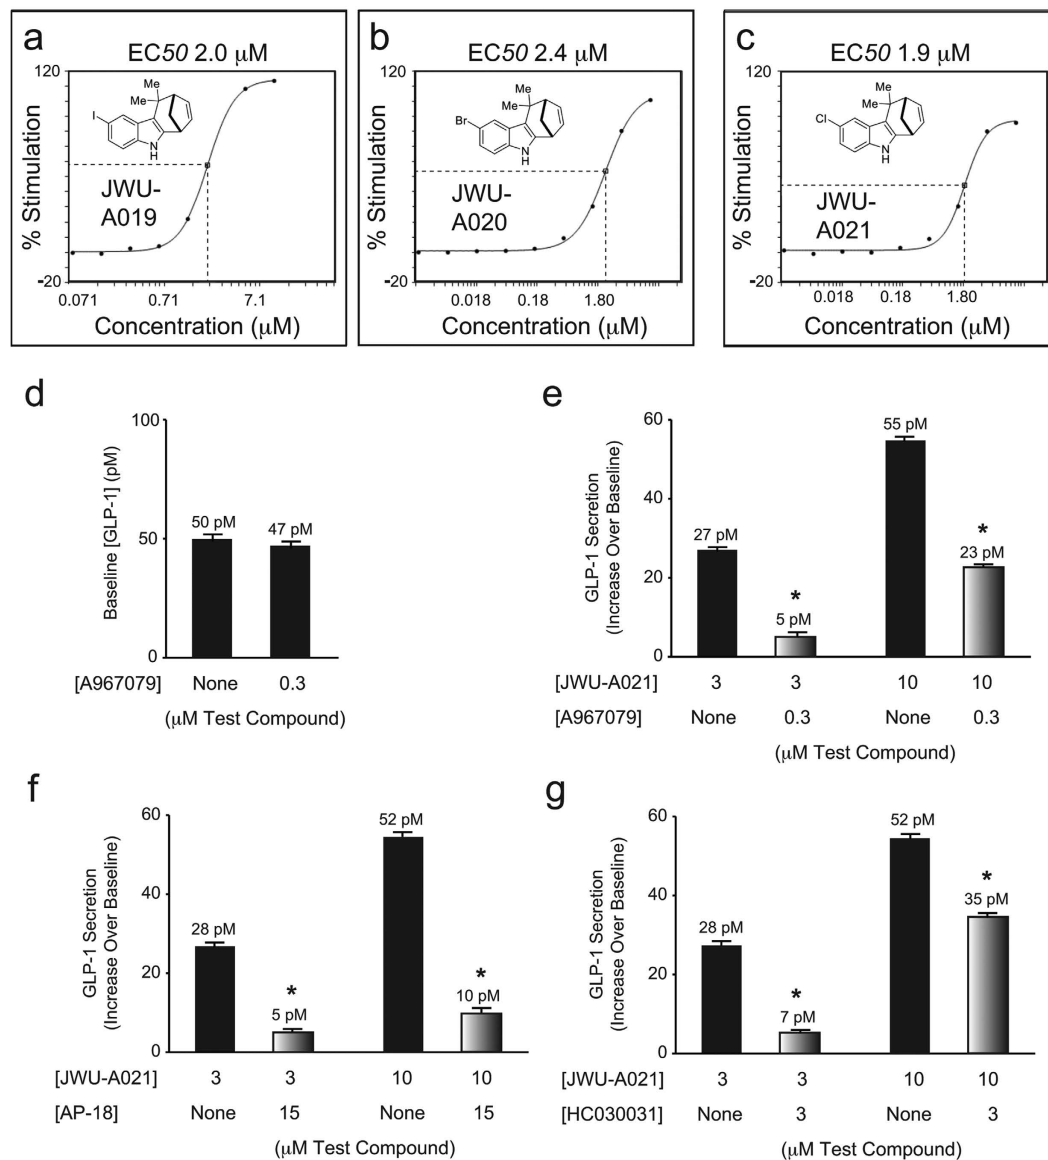 a
EC50 2.0 μM
120
Me
Me
I
N
H
JWU-
A019
% Stimulation
-20
0.071 0.71 7.1
Concentration (μM)
b
EC50 2.4 μM
120
Me
Me
Br
N
H
JWU-
A020
% Stimulation
-20
0.018 0.18 1.80
Concentration (μM)
c
EC50 1.9 μM
120
Me
Me
Cl
N
H
JWU-
A021
% Stimulation
-20
0.018 0.18 1.80
Concentration (μM)
d
100
50
0
Baseline [GLP-1] (pM)
50 pM 47 pM
[A967079] None 0.3
(μM Test Compound)
e
60
40
20
0
GLP-1 Secretion
(Increase Over Baseline)
27 pM
*
5 pM
55 pM
*
23 pM
[JWU-A021] 3 3 10 10
[A967079] None 0.3 None 0.3
(μM Test Compound)
f
60
40
20
0
GLP-1 Secretion
(Increase Over Baseline)
28 pM
*
5 pM
52 pM
*
10 pM
[JWU-A021] 3 3 10 10
[AP-18] None 15 None 15
(μM Test Compound)
g
60
40
20
0
GLP-1 Secretion
(Increase Over Baseline)
28 pM
*
7 pM
52 pM
*
35 pM
[JWU-A021] 3 3 10 10
[HC030031] None 3 None 3
(μM Test Compound)